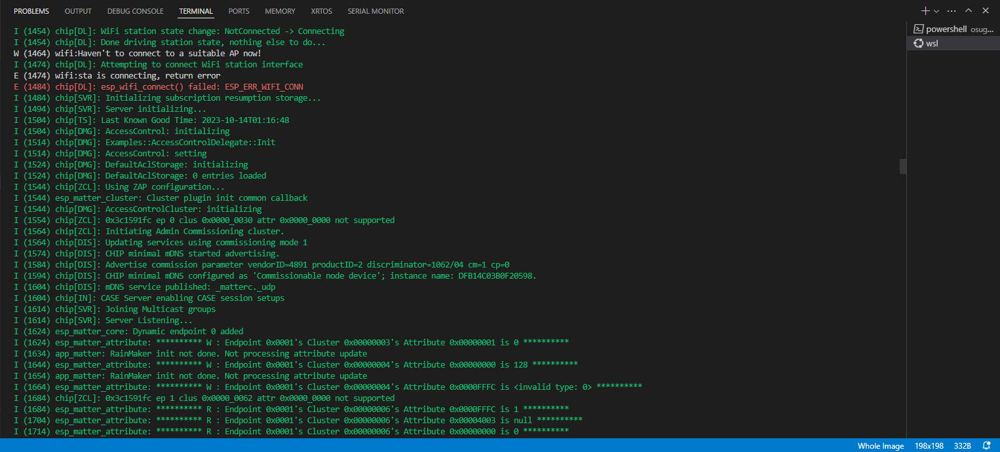 PROBLEMS OUTPUT DEBUG CONSOLE TERMINAL PORTS MEMORY XRTOS SERIAL MONITOR
powershell osug...
wsl
I (1454) chip[DL]: WiFi station state change: NotConnected -> Connecting
I (1454) chip[DL]: Done driving station state, nothing else to do...
W (1464) wifi:Haven't to connect to a suitable AP now!
I (1474) chip[DL]: Attempting to connect WiFi station interface
E (1474) wifi:sta is connecting, return error
E (1484) chip[DL]: esp_wifi_connect() failed: ESP_ERR_WIFI_CONN
I (1484) chip[SVR]: Initializing subscription resumption storage...
I (1494) chip[SVR]: Server initializing...
I (1504) chip[TS]: Last Known Good Time: 2023-10-14T01:16:48
I (1504) chip[DMG]: AccessControl: initializing
I (1514) chip[DMG]: Examples::AccessControlDelegate::Init
I (1514) chip[DMG]: AccessControl: setting
I (1524) chip[DMG]: DefaultAclStorage: initializing
I (1524) chip[DMG]: DefaultAclStorage: 0 entries loaded
I (1544) chip[ZCL]: Using ZAP configuration...
I (1544) esp_matter_cluster: Cluster plugin init common callback
I (1544) chip[DMG]: AccessControlCluster: initializing
I (1554) chip[ZCL]: 0x3c1591fc ep 0 clus 0x0000_0030 attr 0x0000_0000 not supported
I (1564) chip[ZCL]: Initiating Admin Commissioning cluster.
I (1564) chip[DIS]: Updating services using commissioning mode 1
I (1574) chip[DIS]: CHIP minimal mDNS started advertising.
I (1584) chip[DIS]: Advertise commission parameter vendorID=4891 productID=2 discriminator=1062/04 cm=1 cp=0
I (1594) chip[DIS]: CHIP minimal mDNS configured as 'Commissionable node device'; instance name: DFB14C03B0F20598.
I (1604) chip[DIS]: mDNS service published: _matterc._udp
I (1604) chip[IN]: CASE Server enabling CASE session setups
I (1614) chip[SVR]: Joining Multicast groups
I (1614) chip[SVR]: Server Listening...
I (1624) esp_matter_core: Dynamic endpoint 0 added
I (1624) esp_matter_attribute: ********** W : Endpoint 0x0001's Cluster 0x00000003's Attribute 0x00000001 is 0 **********
I (1634) app_matter: RainMaker init not done. Not processing attribute update
I (1644) esp_matter_attribute: ********** W : Endpoint 0x0001's Cluster 0x00000004's Attribute 0x00000000 is 128 **********
I (1654) app_matter: RainMaker init not done. Not processing attribute update
I (1664) esp_matter_attribute: ********** W : Endpoint 0x0001's Cluster 0x00000004's Attribute 0x0000FFFC is <invalid type: 0> **********
I (1684) chip[ZCL]: 0x3c1591fc ep 1 clus 0x0000_0062 attr 0x0000_0000 not supported
I (1684) esp_matter_attribute: ********** R : Endpoint 0x0001's Cluster 0x00000006's Attribute 0x0000FFFC is 1 **********
I (1704) esp_matter_attribute: ********** R : Endpoint 0x0001's Cluster 0x00000006's Attribute 0x00004003 is null **********
I (1714) esp_matter_attribute: ********** R : Endpoint 0x0001's Cluster 0x00000006's Attribute 0x00000000 is 0 **********
Whole Image 198x198 332B